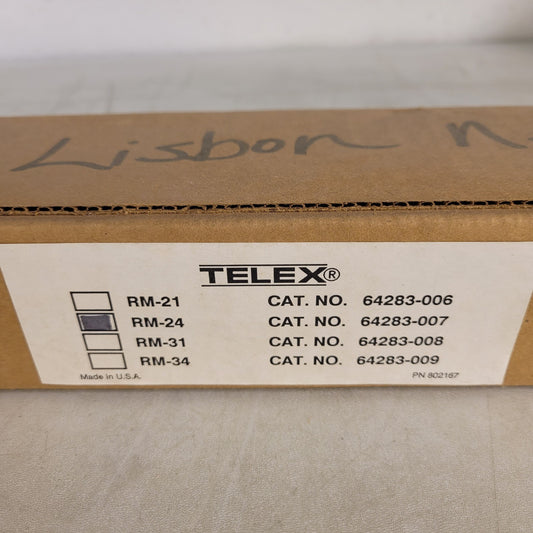 Lisbon N
TELEX®
RM-21 CAT. NO. 64283-006
RM-24 CAT. NO. 64283-007
RM-31 CAT. NO. 64283-008
RM-34 CAT. NO. 64283-009
Made in U.S.A. PN 802167